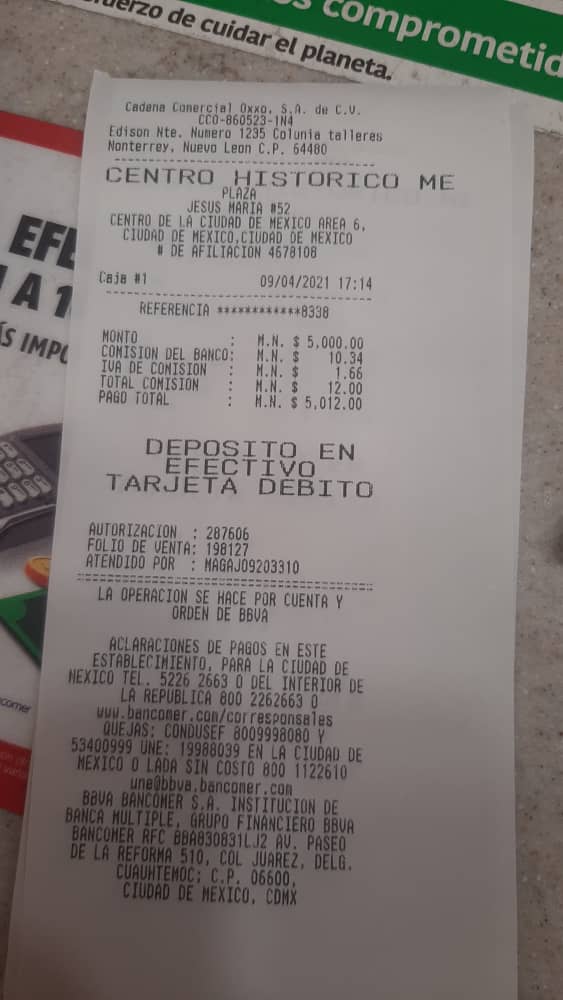 fuerzo de cuidar el planeta.
s comprometid
EFE
A 1
ÁS IMPO
comer
Cadena Comercial Oxxo, S.A. de C.V.
CCO-860523-1N4
Edison Nte. Numero 1235 Colonia talleres
Monterrey, Nuevo Leon C.P. 64480
CENTRO HISTORICO ME
PLAZA
JESUS MARIA #52
CENTRO DE LA CIUDAD DE MEXICO AREA 6,
CIUDAD DE MEXICO,CIUDAD DE MEXICO
# DE AFILIACION 4678108
Caja #1 09/04/2021 17:14
REFERENCIA ************8338
MONTO : M.N. $ 5,000.00
COMISION DEL BANCO: M.N. $ 10.34
IVA DE COMISION : M.N. $ 1.66
TOTAL COMISION : M.N. $ 12.00
PAGO TOTAL : M.N. $ 5,012.00
DEPOSITO EN
EFECTIVO
TARJETA DEBITO
AUTORIZACION : 287606
FOLIO DE VENTA: 198127
ATENDIDO POR : MAGAJO9203310
LA OPERACION SE HACE POR CUENTA Y
ORDEN DE BBVA
ACLARACIONES DE PAGOS EN ESTE
ESTABLECIMIENTO, PARA LA CIUDAD DE
MEXICO TEL. 5226 2663 O DEL INTERIOR DE
LA REPUBLICA 800 2262663 O
www.bancomer.com/corresponsales
QUEJAS: CONDUSEF 8009998080 Y
53400999 UNE: 19988039 EN LA CIUDAD DE
MEXICO O LADA SIN COSTO 800 1122610
une@bbva.bancomer.com
BBVA BANCOMER S.A. INSTITUCION DE
BANCA MULTIPLE, GRUPO FINANCIERO BBVA
BANCOMER RFC BBA830831LJ2 AV. PASEO
DE LA REFORMA 510, COL JUAREZ, DELG.
CUAUHTEMOC; C.P. 06600,
CIUDAD DE MEXICO, CDMX